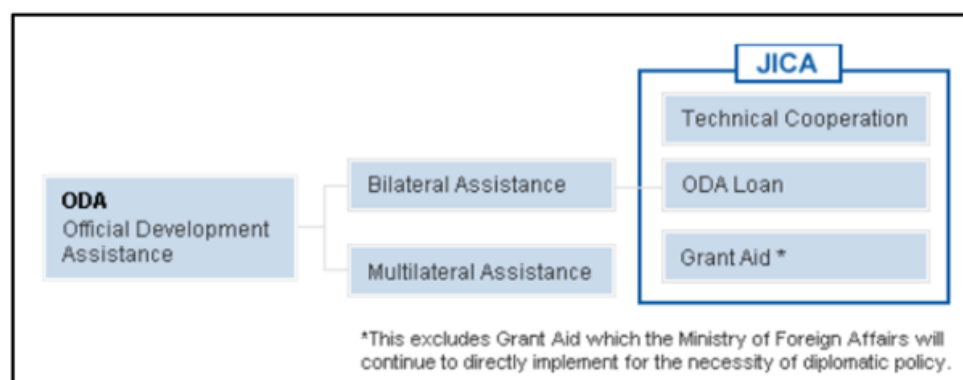 JICA
Technical Cooperation
ODA
Official Development
Assistance
Bilateral Assistance
ODA Loan
Multilateral Assistance
Grant Aid *
*This excludes Grant Aid which the Ministry of Foreign Affairs will
continue to directly implement for the necessity of diplomatic policy.